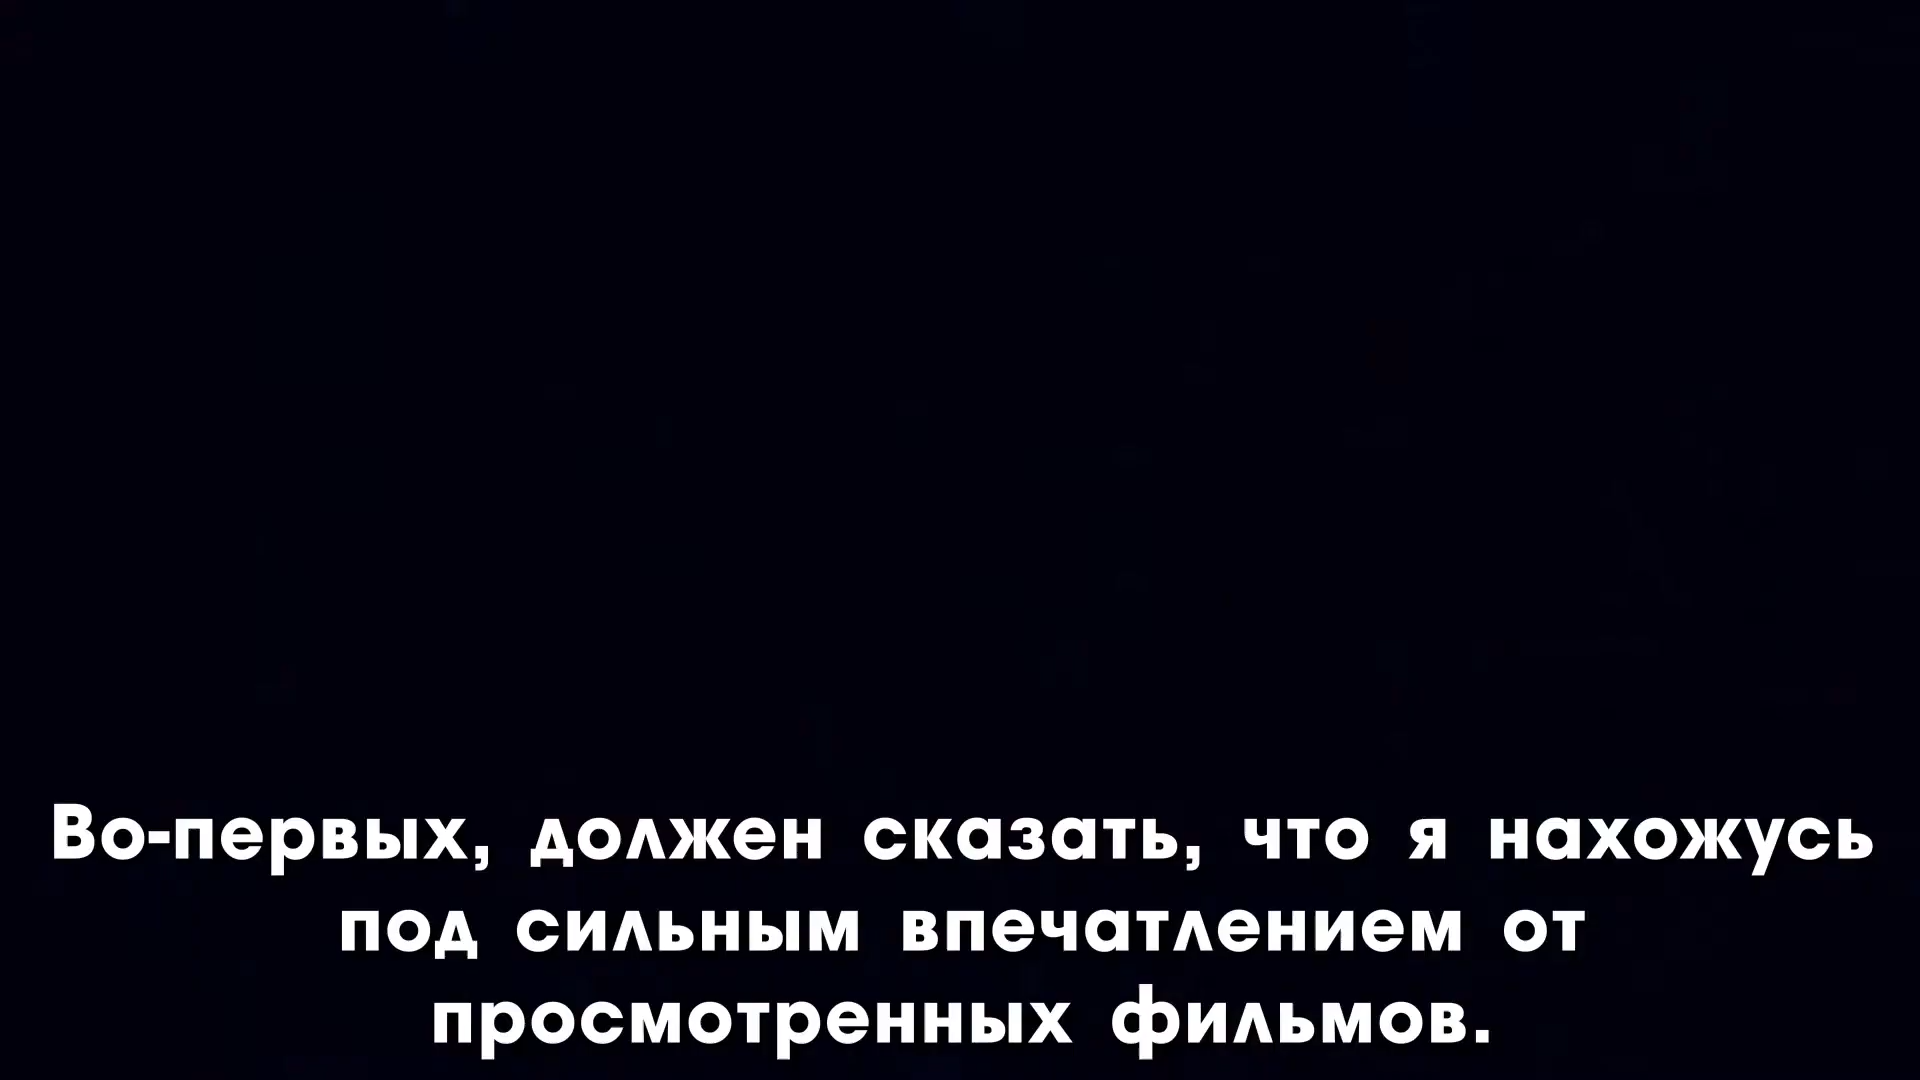 Во-первых, должен сказать, что я нахожусь
под сильным впечатлением от
просмотренных фильмов.